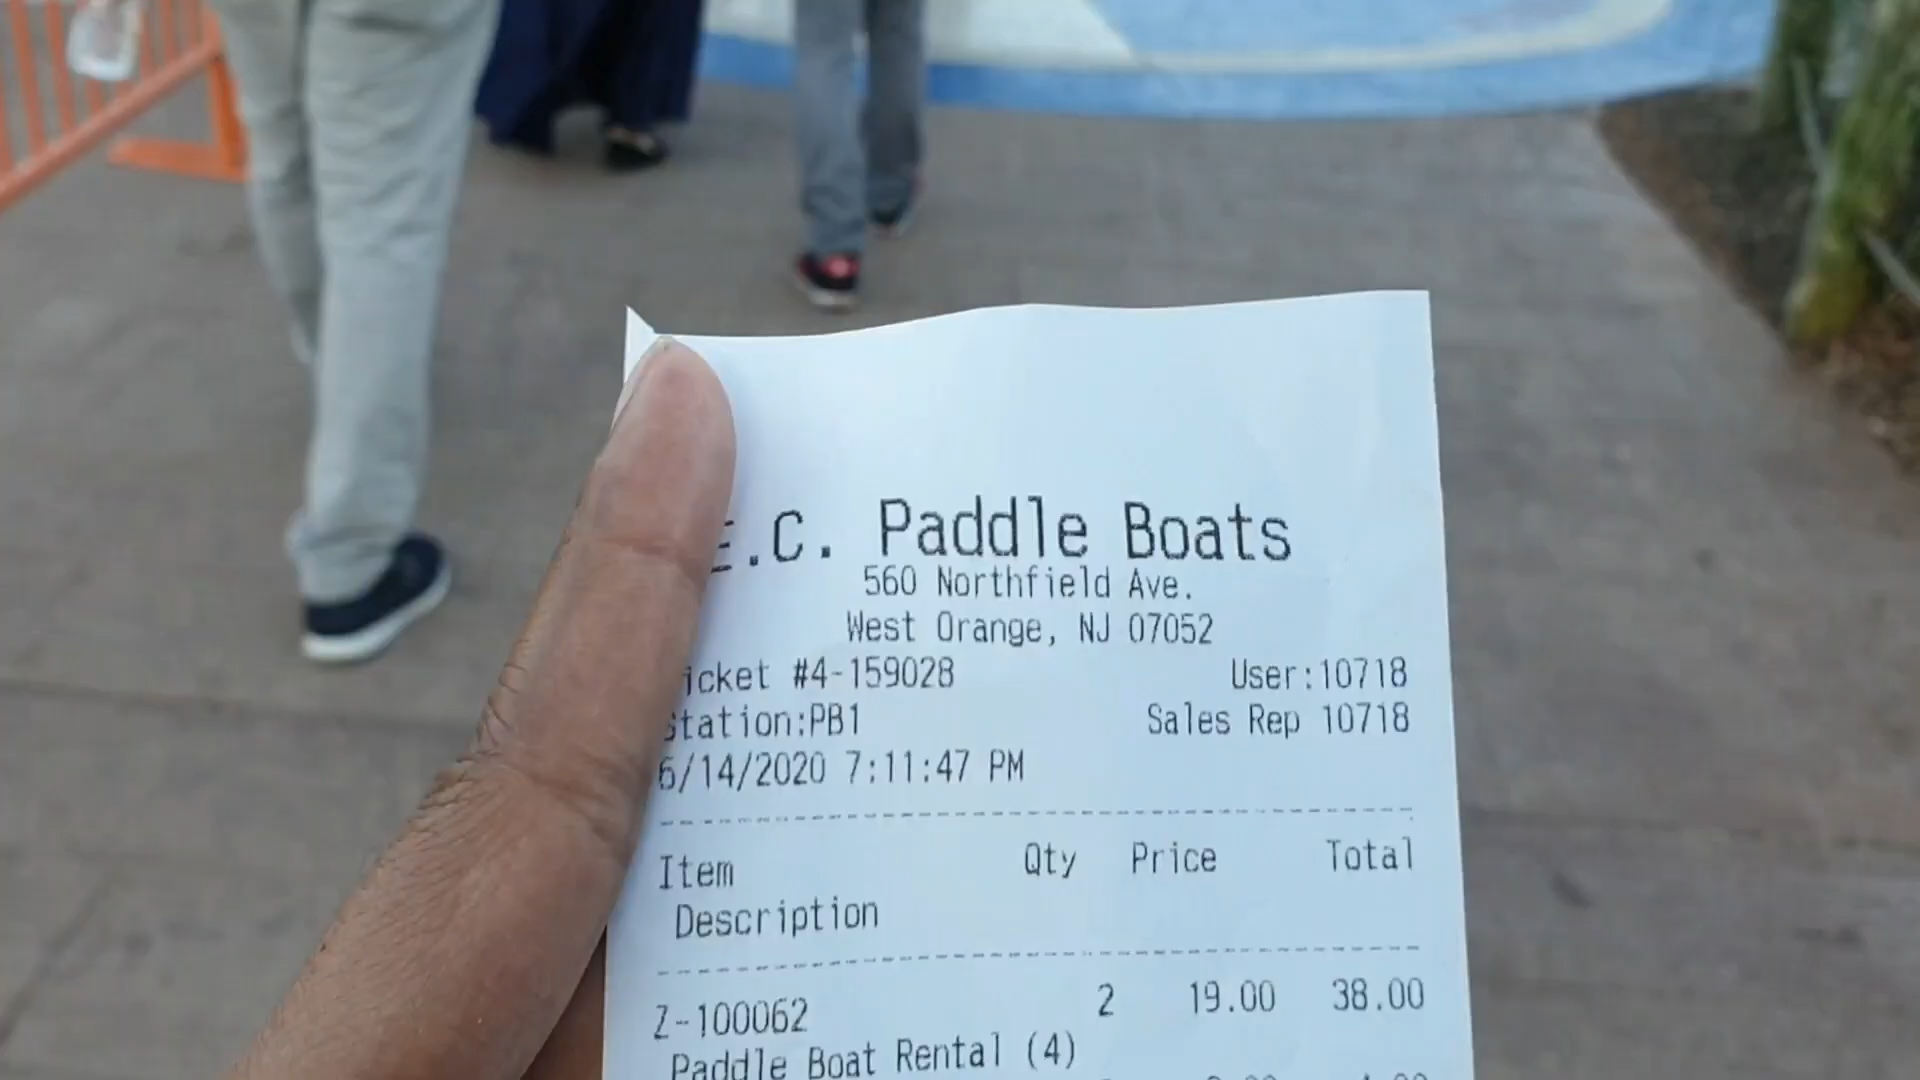 E.C. Paddle Boats
560 Northfield Ave.
West Orange, NJ 07052
icket #4-159028 User:10718
Station:PB1 Sales Rep 10718
6/14/2020 7:11:47 PM
Item Qty Price Total
Description
Z-100062 2 19.00 38.00
Paddle Boat Rental (4)